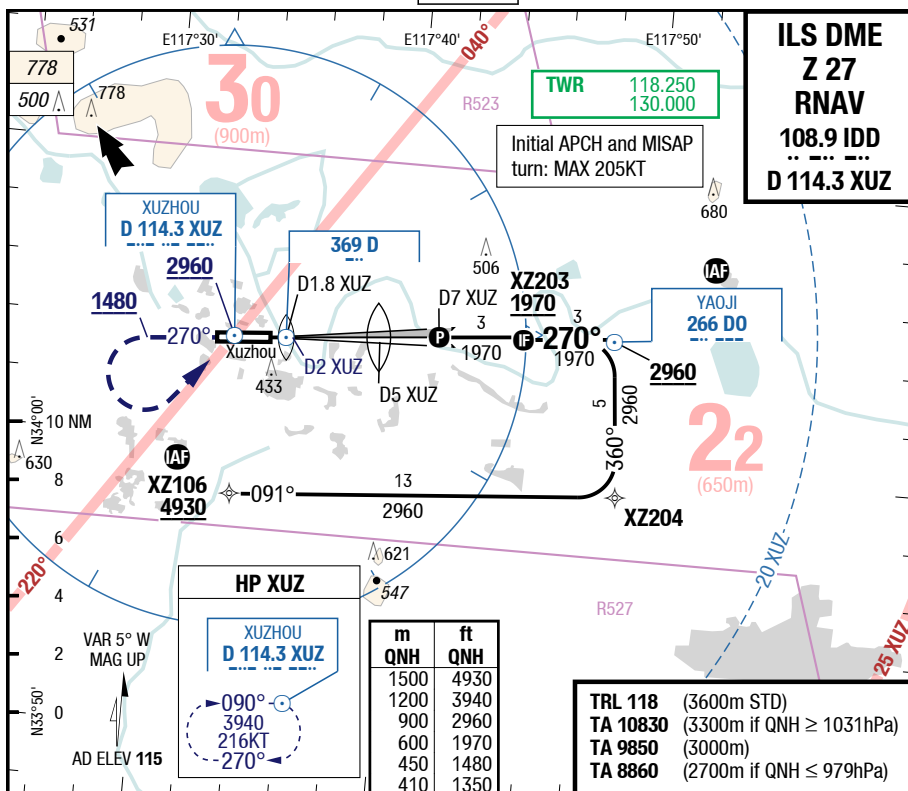 531
E117°30'
E117°40'
E117°50'
040°
ILS DME
Z 27
RNAV
108.9 IDD
D 114.3 XUZ
778
500
778
30
(900m)
R523
TWR 118.250
130.000
Initial APCH and MISAP
turn: MAX 205KT
680
XUZHOU
D 114.3 XUZ
369 D
506
IAF
2960
D1.8 XUZ
D7 XUZ
XZ203
1970
YAOJI
266 DO
1480
270°
Xuzhou
P
3
1970
IF
270°
3
1970
D2 XUZ
2960
433
D5 XUZ
N34°00'
10 NM
5
2960
360°
22
(650m)
630
IAF
XZ106
4930
8
091°
13
2960
XZ204
6
220°
4
621
547
20 XUZ
HP XUZ
R527
XUZHOU
D 114.3 XUZ
VAR 5° W
MAG UP
2
25 XUZ
m ft
QNH QNH
1500 4930
1200 3940
900 2960
600 1970
450 1480
410 1350
N33°50'
0
090°
3940
216KT
270°
AD ELEV 115
TRL 118 (3600m STD)
TA 10830 (3300m if QNH ≥ 1031hPa)
TA 9850 (3000m)
TA 8860 (2700m if QNH ≤ 979hPa)